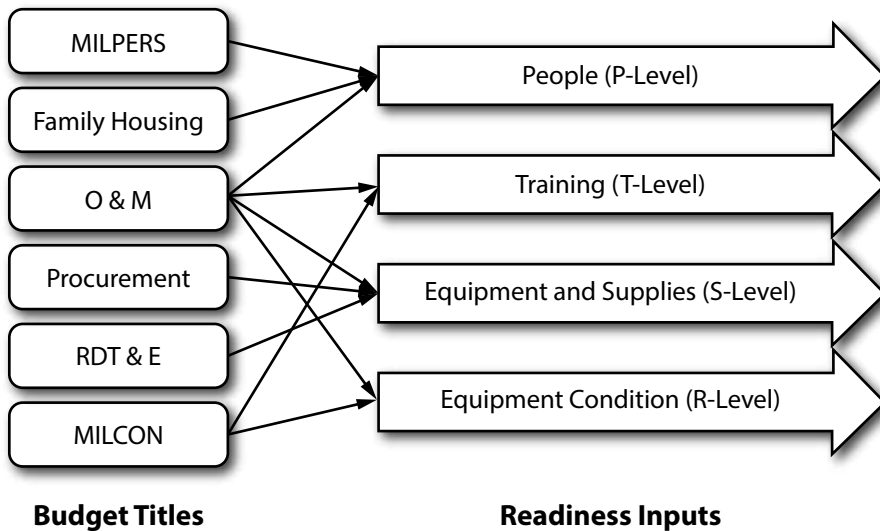 MILPERS
Family Housing
O & M
Procurement
RDT & E
MILCON
People (P-Level)
Training (T-Level)
Equipment and Supplies (S-Level)
Equipment Condition (R-Level)
Budget Titles
Readiness Inputs